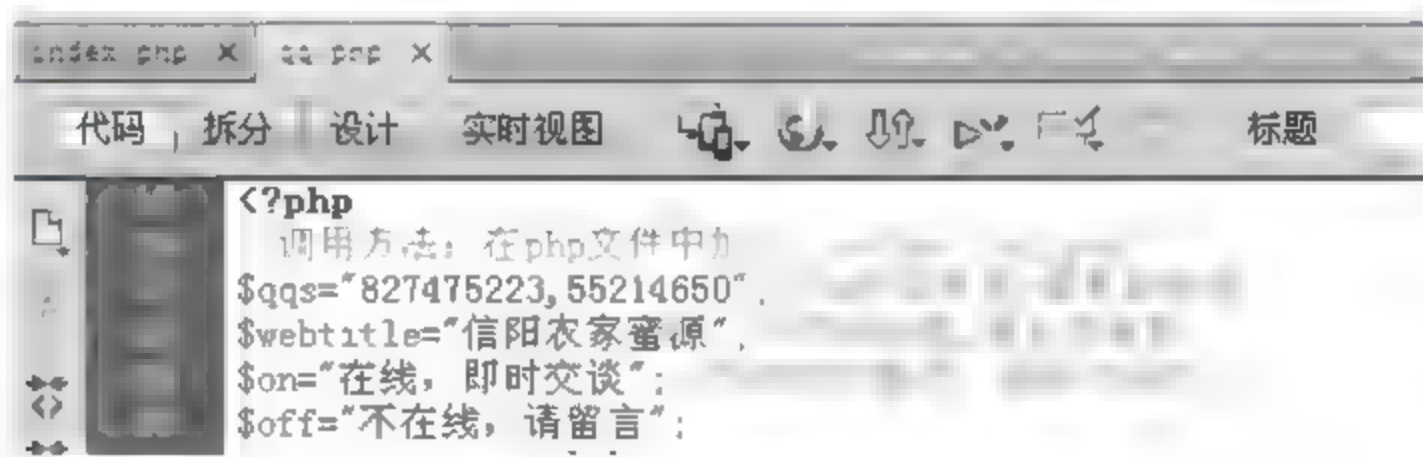 index php × qq php ×
代码 拆分 设计 实时视图 标题
<?php
调用方法：在php文件中加
$qqs="827475223,55214650".
$webtitle="信阳农家蜜源".
$on="在线，即时交谈";
$off="不在线，请留言";